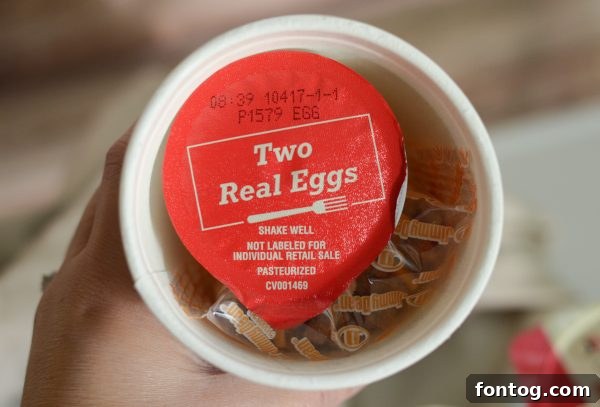 08:39 10417-1-1
P1579 EGG
Two
Real Eggs
SHAKE WELL
NOT LABELED FOR
INDIVIDUAL RETAIL SALE
PASTEURIZED
CV001469
fontog.com